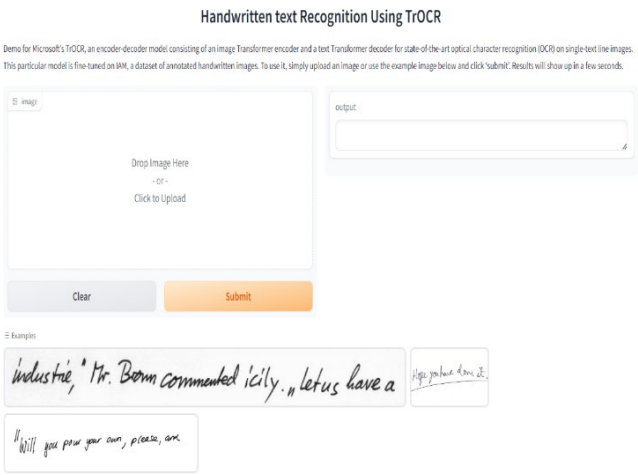 Handwritten text Recognition Using TrOCR
Demo for Microsoft's TrOCR, an encoder-decoder model consisting of an image Transformer encoder and a text Transformer decoder for state-of-the-art optical character recognition (OCR) on single-text line images.
This particular model is fine-tuned on IAM, a dataset of annotated handwritten images. To use it, simply upload an image or use the example image below and click 'submit'. Results will show up in a few seconds.
image
output
Drop Image Here
- or -
Click to Upload
Clear
Submit
Examples
industrie," Mr. Brown commented icily. „Let us have a
Hope you have done it.
"Will you pour your own, please, are